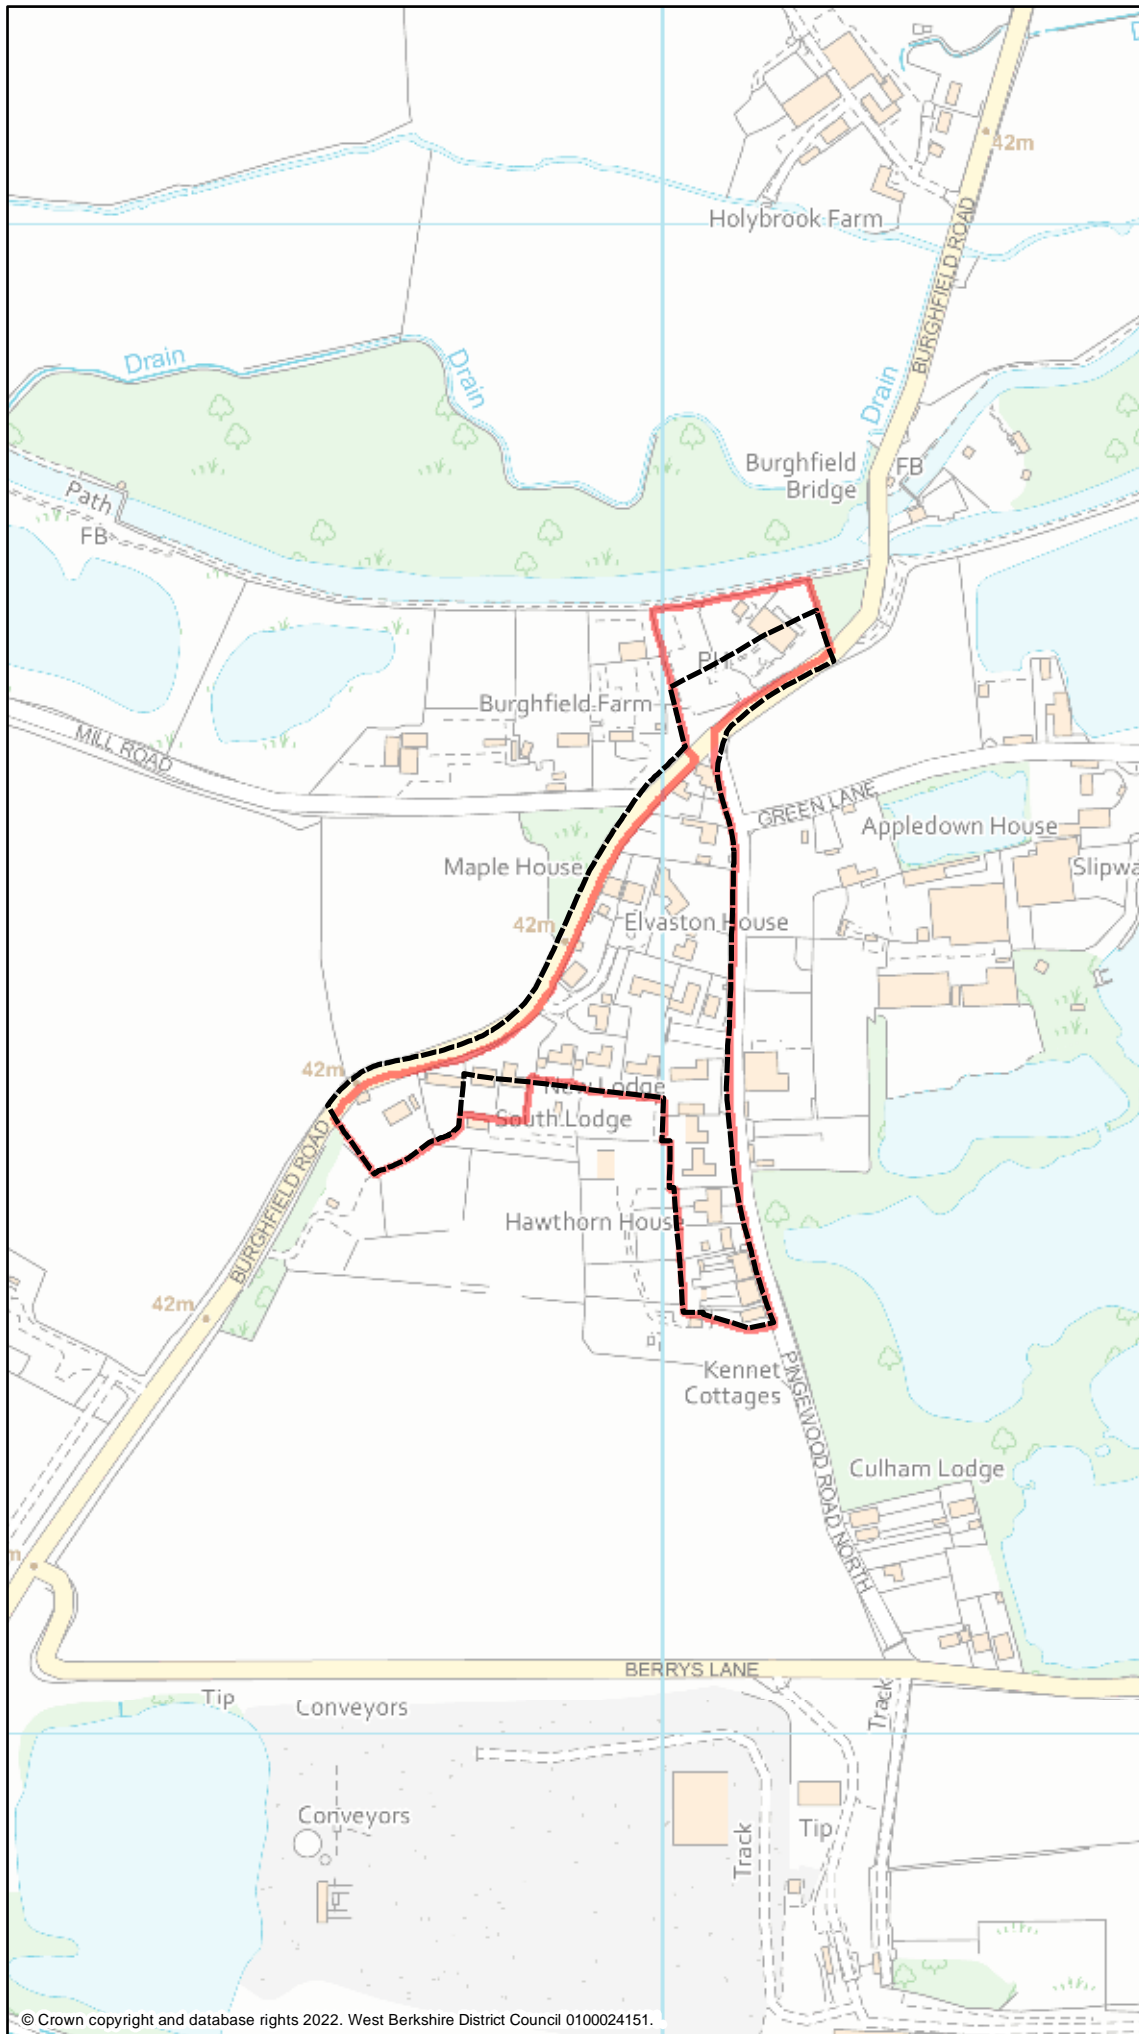 42m
Holybrook Farm
BURGHFIELD ROAD
Drain
Drain
Drain
Burghfield
Bridge
FB
Path
FB
PH
Burghfield Farm
MILL ROAD
GREEN LANE
Appledown House
Slipwa
Maple House
42m
Elvaston House
42m
New Lodge
South Lodge
BURGHFIELD ROAD
Hawthorn House
42m
Kennet
Cottages
PINGEWOOD ROAD NORTH
Culham Lodge
m
BERRYS LANE
Tip
Conveyors
Track
Conveyors
Tip
Track
© Crown copyright and database rights 2022. West Berkshire District Council 0100024151.